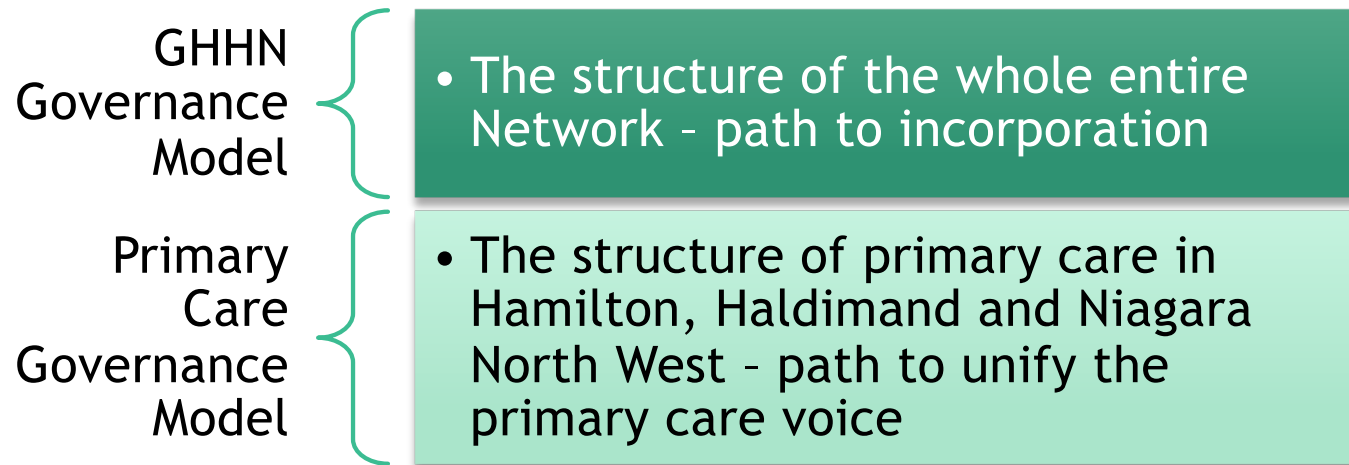 GHHN
Governance
Model
• The structure of the whole entire
Network – path to incorporation
Primary
Care
Governance
Model
• The structure of primary care in
Hamilton, Haldimand and Niagara
North West – path to unify the
primary care voice